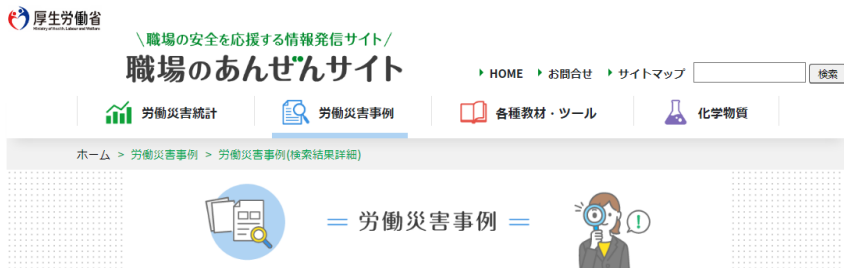 厚生労働省
Ministry of Health, Labour and Welfare
\職場の安全を応援する情報発信サイト/
職場のあんぜんサイト
HOME お問合せ サイトマップ 検索
労働災害統計 労働災害事例 各種教材・ツール 化学物質
ホーム > 労働災害事例 > 労働災害事例(検索結果詳細)
= 労働災害事例 =